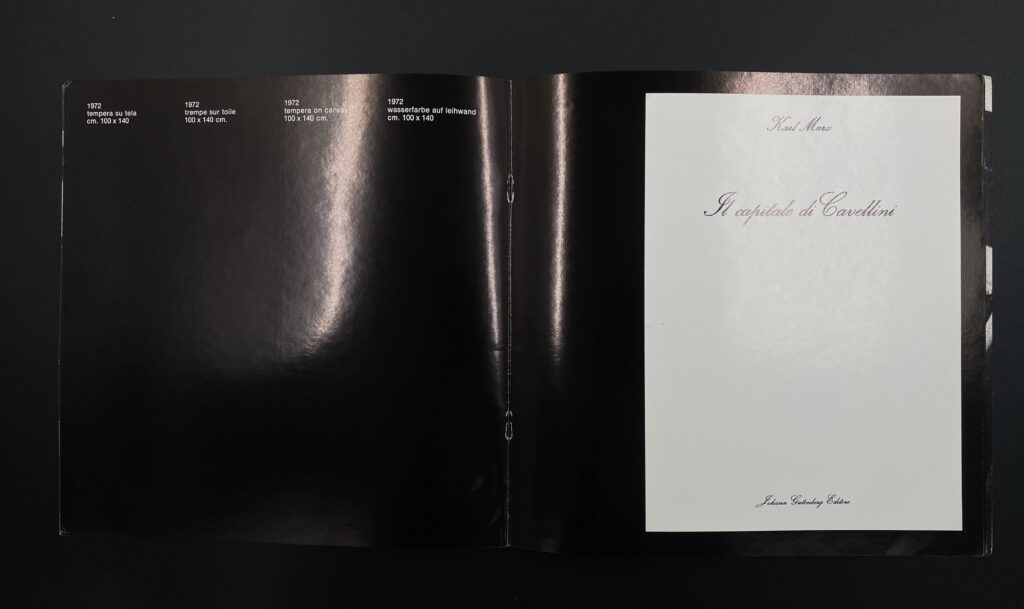 1972
tempera su tela
cm. 100 x 140
1972
trempe sur toile
100 x 140 cm.
1972
tempera on canvas
100 x 140 cm.
1972
wasserfarbe auf leihwand
cm. 100 x 140
Karl Marx
Il capitale di Cavellini
Johann Gutenberg Editore